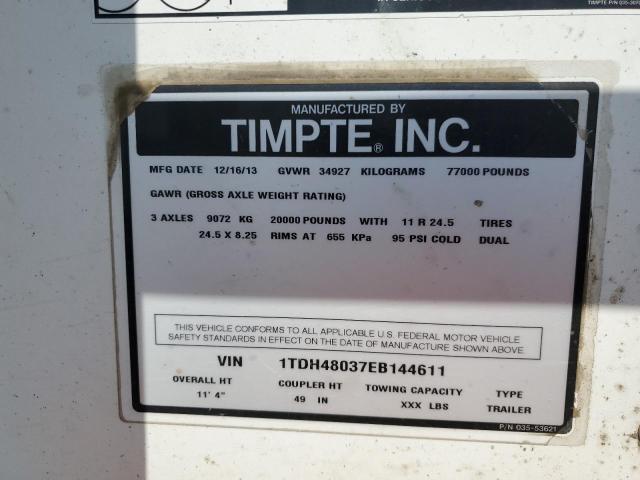 TIMPTE P/N 035-
MANUFACTURED BY
TIMPTE® INC.
MFG DATE 12/16/13 GVWR 34927 KILOGRAMS 77000 POUNDS
GAWR (GROSS AXLE WEIGHT RATING)
3 AXLES 9072 KG 20000 POUNDS WITH 11 R 24.5 TIRES
24.5 X 8.25 RIMS AT 655 KPa 95 PSI COLD DUAL
THIS VEHICLE CONFORMS TO ALL APPLICABLE U.S. FEDERAL MOTOR VEHICLE
SAFETY STANDARDS IN EFFECT ON THE DATE OF MANUFACTURE SHOWN ABOVE
VIN 1TDH48037EB144611
OVERALL HT COUPLER HT TOWING CAPACITY TYPE
11' 4" 49 IN XXX LBS TRAILER
P/N 035-53621